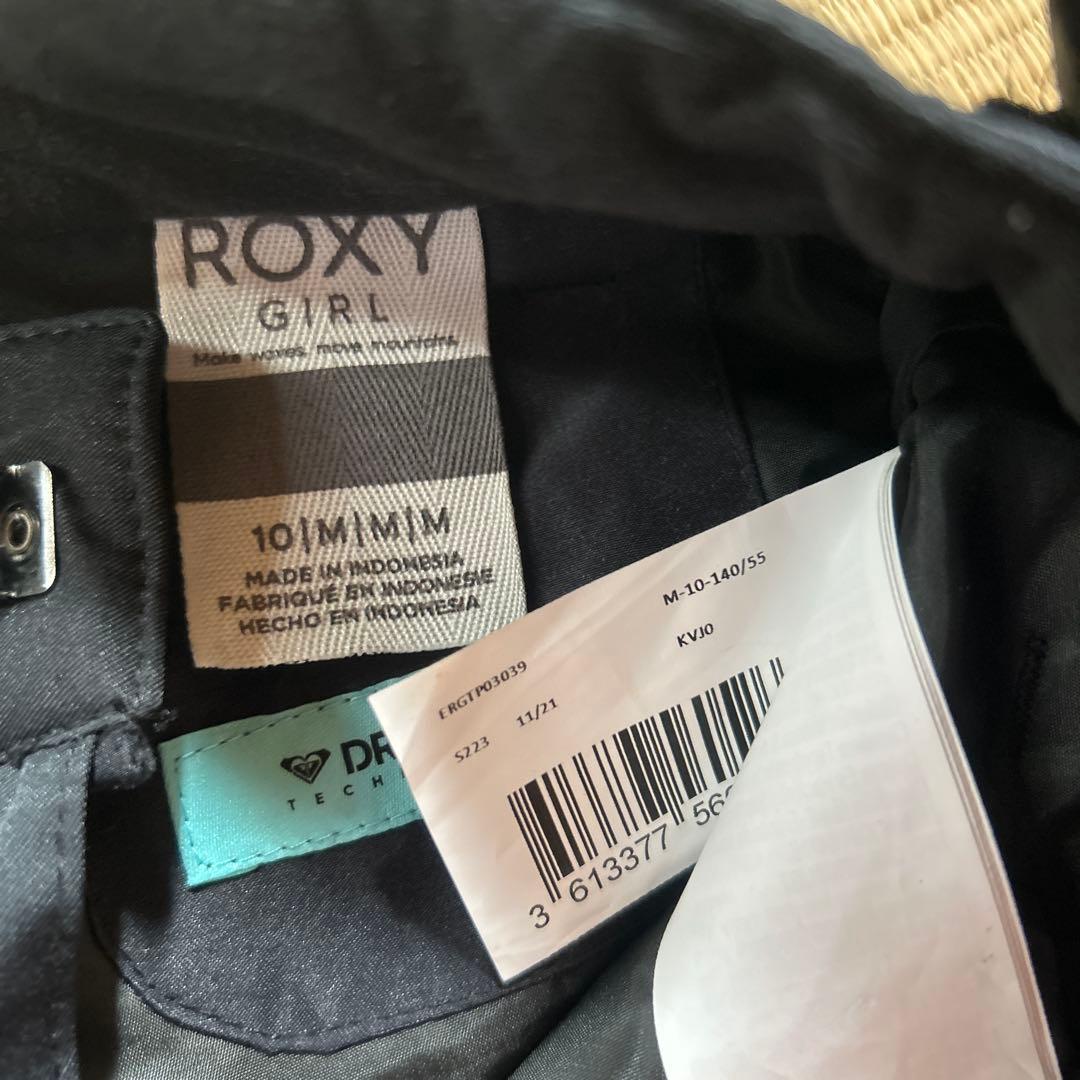 ROXY
GIRL
Make waves, move mountains.
10|M|M|M
MADE IN INDONESIA
FABRIQUÉ EN INDONESIE
HECHO EN INDONESIA
M-10-140/55
KVJ0
ERGTP03039
S223 11/21
3 613377 56